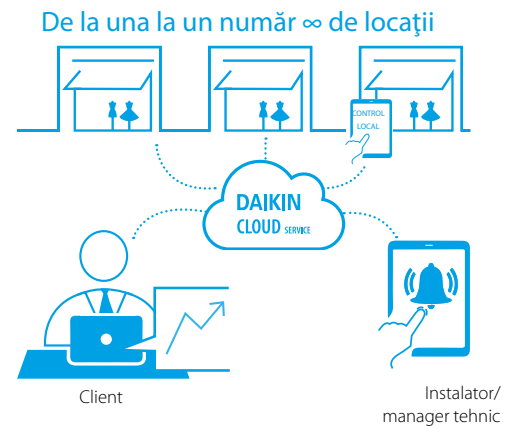 De la una la un număr ∞ de locaţii
CONTROL
LOCAL
DAIKIN
CLOUD SERVICE
Client
Instalator/
manager tehnic